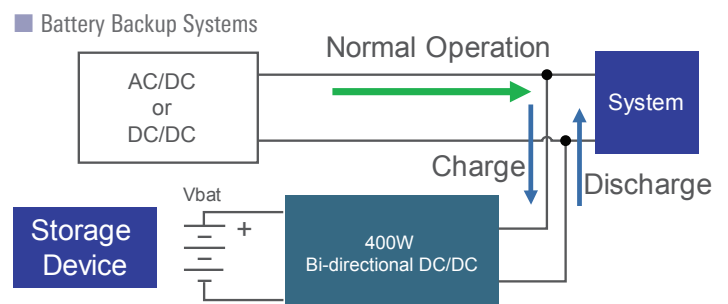 Battery Backup Systems
Normal Operation
AC/DC
or
DC/DC
System
Charge
Discharge
Vbat
+
Storage
Device
400W
Bi-directional DC/DC